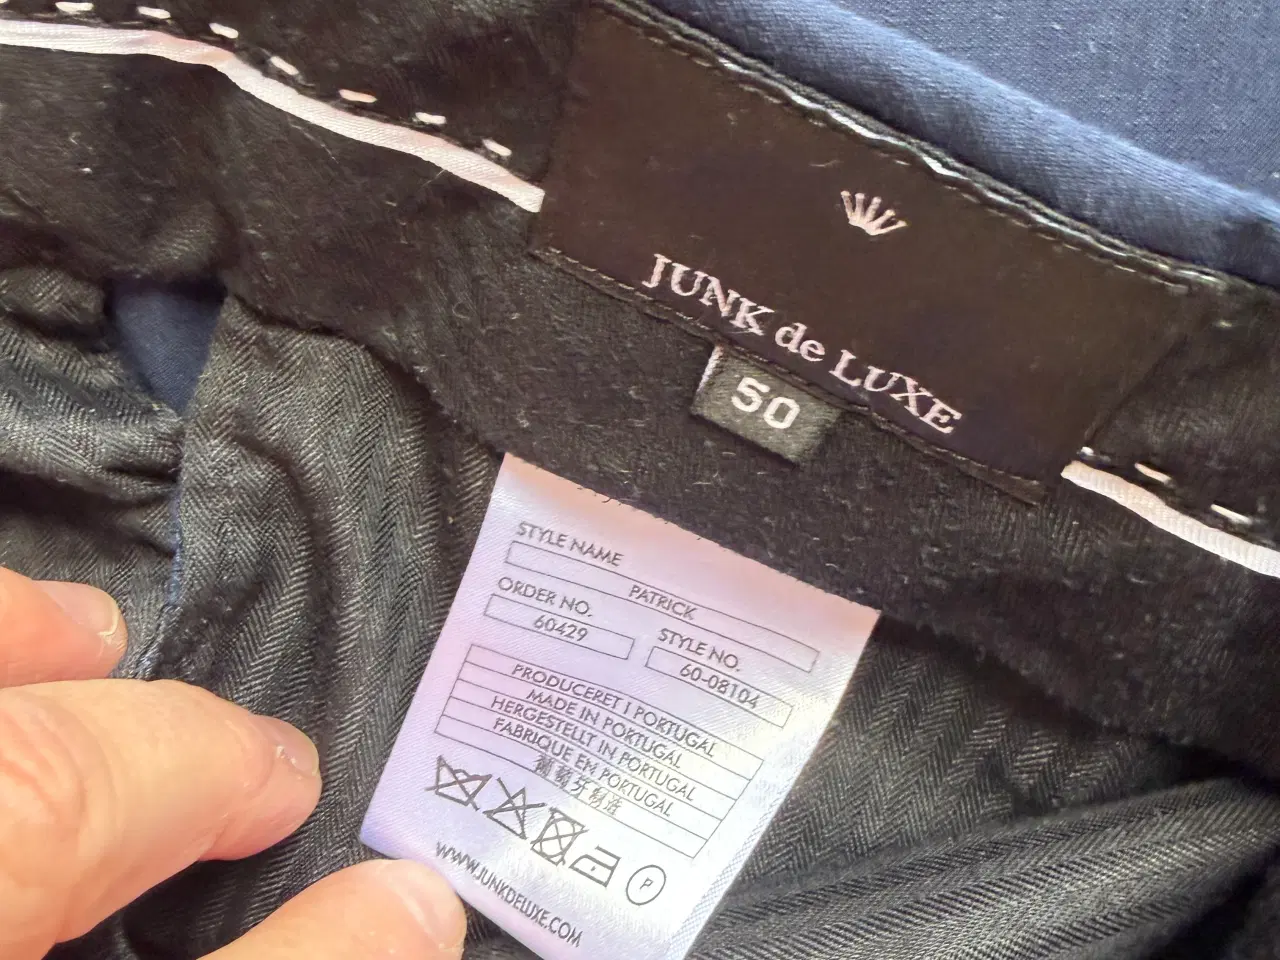 JUNK de LUXE
50
STYLE NAME
PATRICK
ORDER NO.
60429
STYLE NO.
60-08104
PRODUCERET I PORTUGAL
MADE IN PORTUGAL
HERGESTELLT IN PORTUGAL
FABRIQUE EN PORTUGAL
葡萄牙制造
P
WWW.JUNKDELUXE.COM